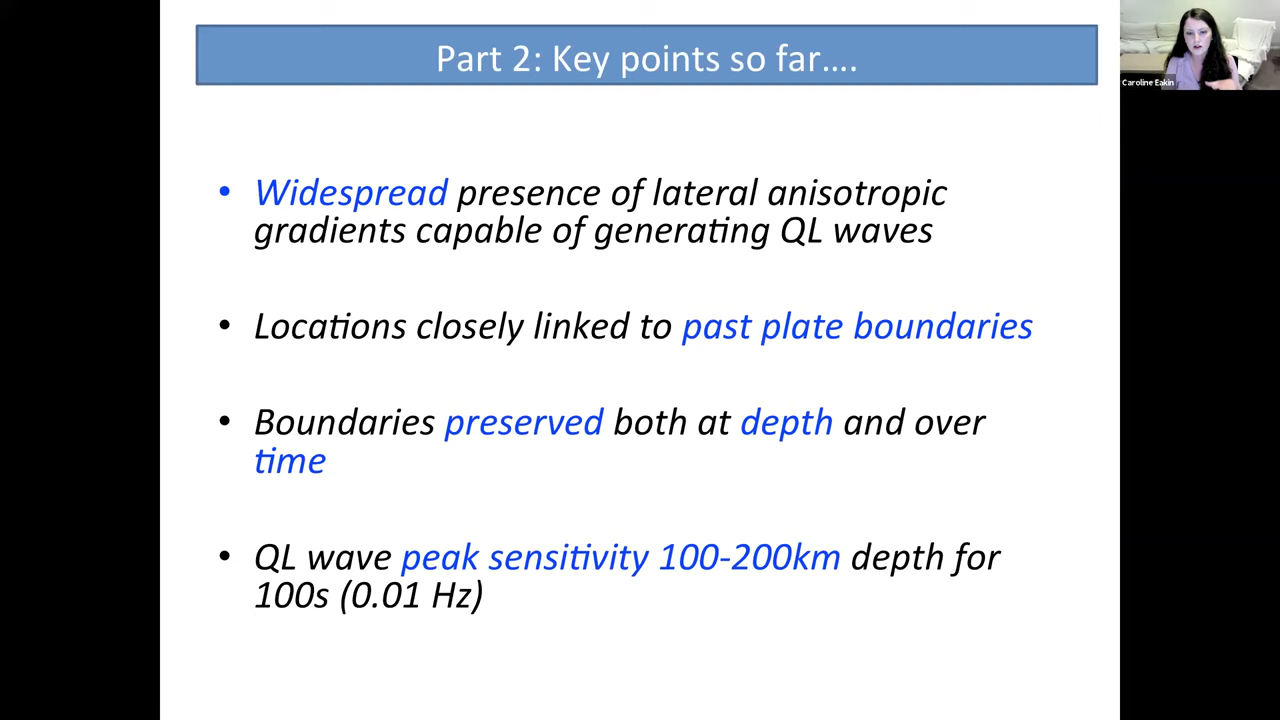 Part 2: Key points so far....
Caroline Eakin
• Widespread presence of lateral anisotropic
gradients capable of generating QL waves
• Locations closely linked to past plate boundaries
• Boundaries preserved both at depth and over
time
• QL wave peak sensitivity 100-200km depth for
100s (0.01 Hz)